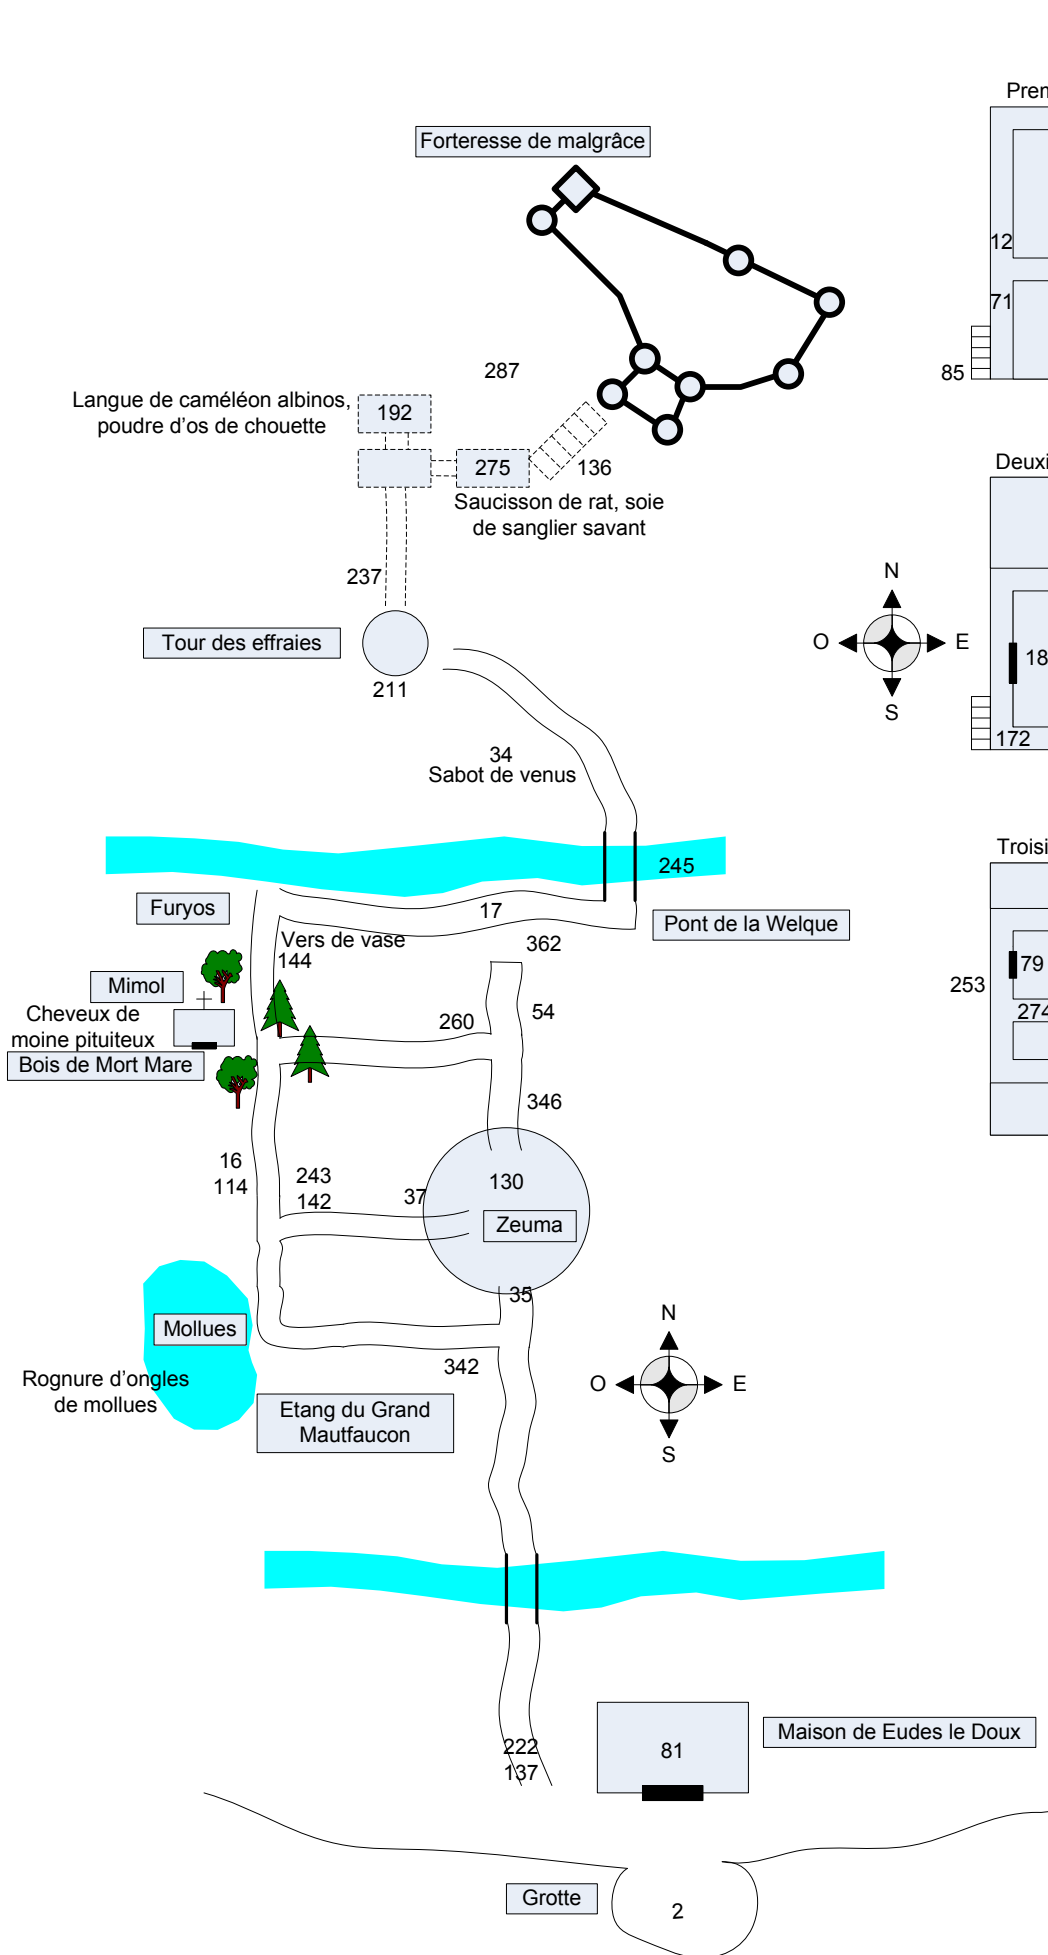 Prem
Forteresse de malgrâce
12
71
85
287
Langue de caméléon albinos,
poudre d'os de chouette
192
275
136
Saucisson de rat, soie
de sanglier savant
Deuxi
237
N
O
E
S
18
172
Tour des effraies
211
34
Sabot de venus
245
Troisi
Furyos
17
Pont de la Welque
Vers de vase
144
362
Mimol
Cheveux de
moine pituiteux
Bois de Mort Mare
260
54
79
253
274
346
16
114
243
142
37
130
Zeuma
35
Mollues
342
Rognure d'ongles
de mollues
Etang du Grand
Mautfaucon
N
O
E
S
222
137
81
Maison de Eudes le Doux
Grotte
2